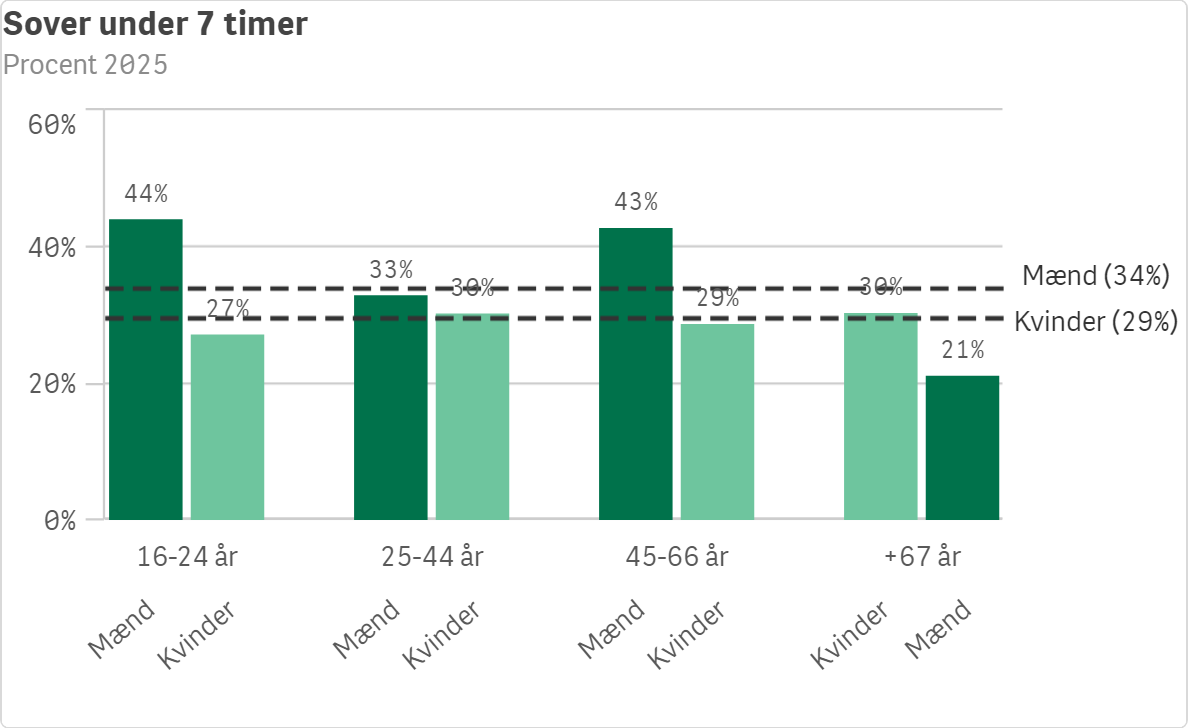 Sover under 7 timer
Procent 2025
60%
44%
43%
40%
Mænd (34%)
33%
30%
30%
29%
27%
Kvinder (29%)
21%
20%
0%
16-24 år
25-44 år
45-66 år
+67 år
Mænd
Kvinder
Mænd
Kvinder
Mænd
Kvinder
Kvinder
Mænd